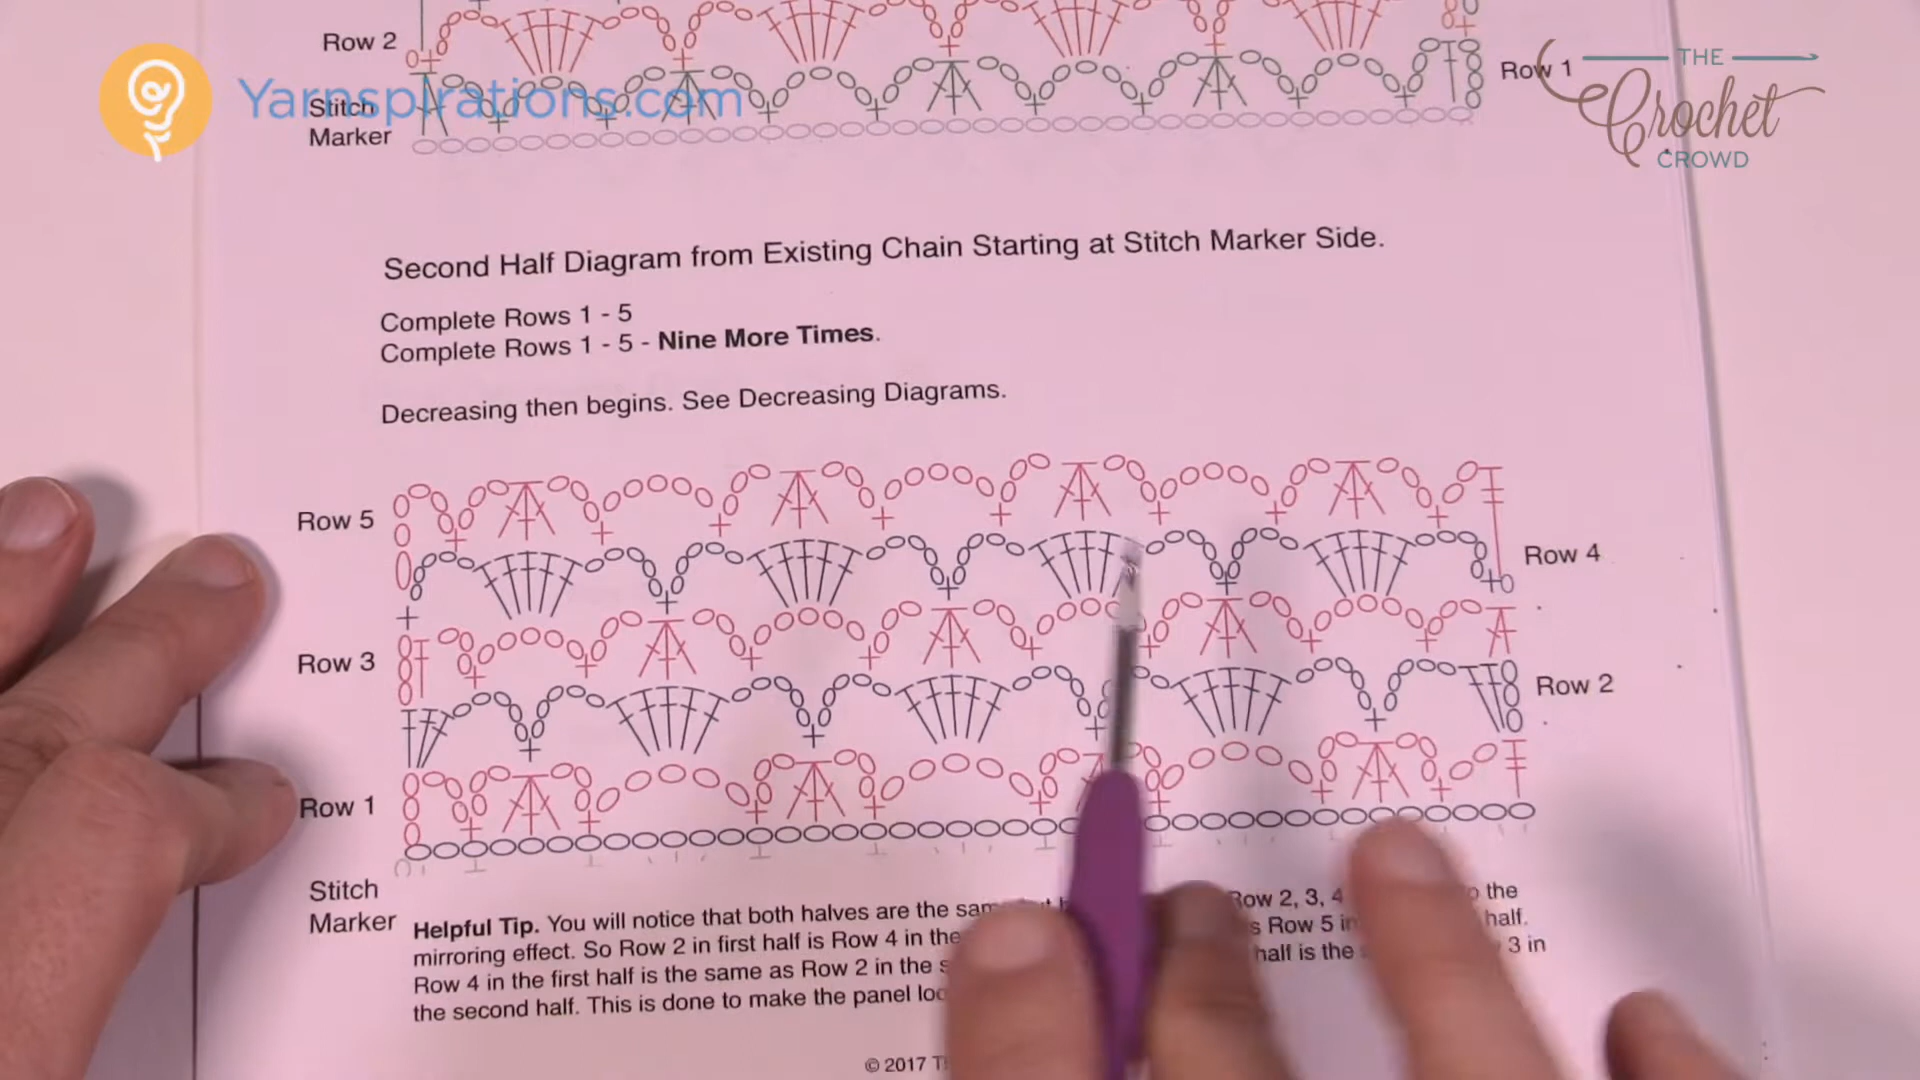 Row 2
Row 1
Yarnspirations.com
THE
Crochet
CROWD
Stitch
Marker
Second Half Diagram from Existing Chain Starting at Stitch Marker Side.
Complete Rows 1 - 5
Complete Rows 1 - 5 - Nine More Times.
Decreasing then begins. See Decreasing Diagrams.
Row 5
Row 4
Row 3
Row 2
Row 1
Stitch
Marker
Helpful Tip. You will notice that both halves are the Row 2, 3, 4 the
mirroring effect. So Row 2 in first half is Row 4 in the Row 5 half.
Row 4 in the first half is the same as Row 2 in the half is the 3 in
the second half. This is done to make the panel
© 2017